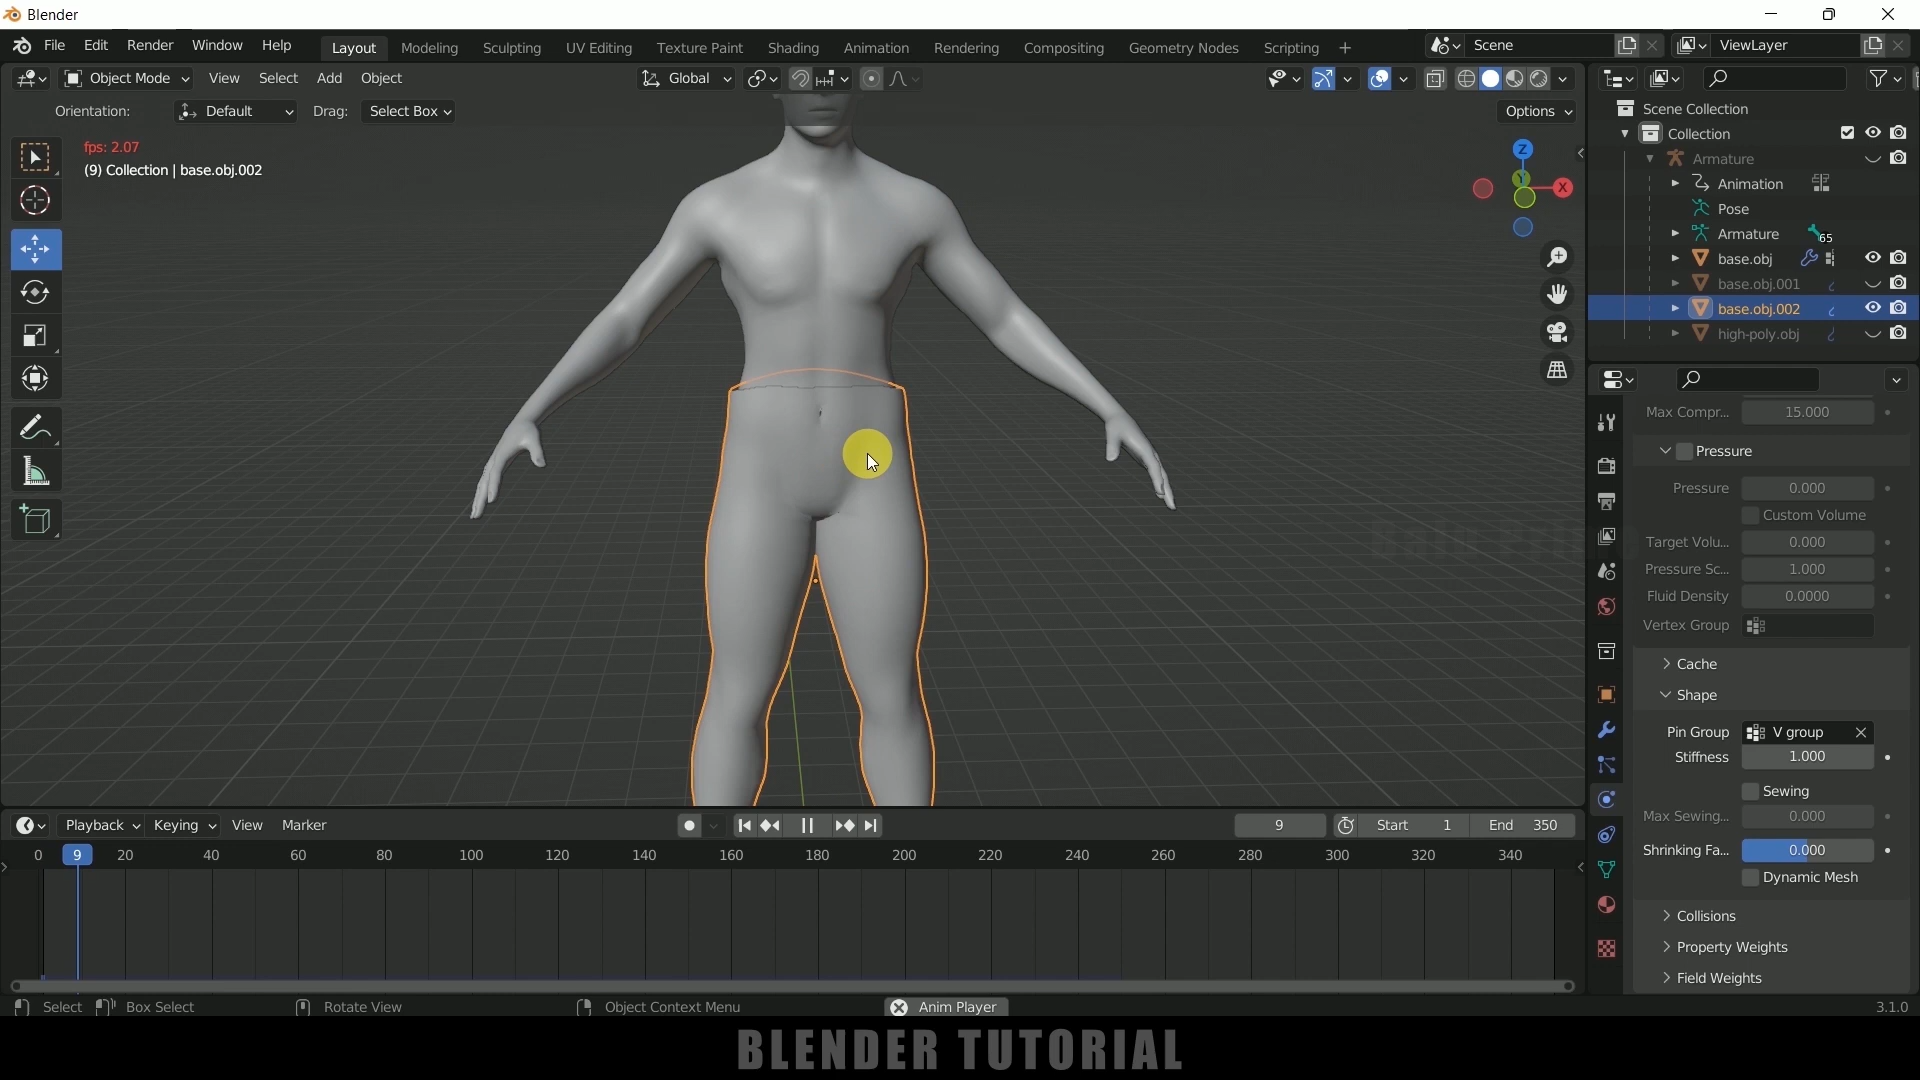 Blender
File Edit Render Window Help Layout Modeling Sculpting UV Editing Texture Paint Shading Animation Rendering Compositing Geometry Nodes Scripting + Scene ViewLayer
Object Mode View Select Add Object Global
Orientation: Default Drag: Select Box Options
fps: 2.07
(9) Collection | base.obj.002
Z
Y
X
Scene Collection
Collection
Armature
Animation
Pose
Armature 65
base.obj
base.obj.001
base.obj.002
high-poly.obj
Max Compr... 15.000
Pressure
Pressure 0.000
Custom Volume
Target Volu... 0.000
Pressure Sc... 1.000
Fluid Density 0.0000
Vertex Group
Cache
Shape
Pin Group V group
Stiffness 1.000
Sewing
Max Sewing... 0.000
Shrinking Fa... 0.000
Dynamic Mesh
Collisions
Property Weights
Field Weights
Playback Keying View Marker 9 Start 1 End 350
0 9 20 40 60 80 100 120 140 160 180 200 220 240 260 280 300 320 340
Select Box Select Rotate View Object Context Menu Anim Player 3.1.0
BLENDER TUTORIAL